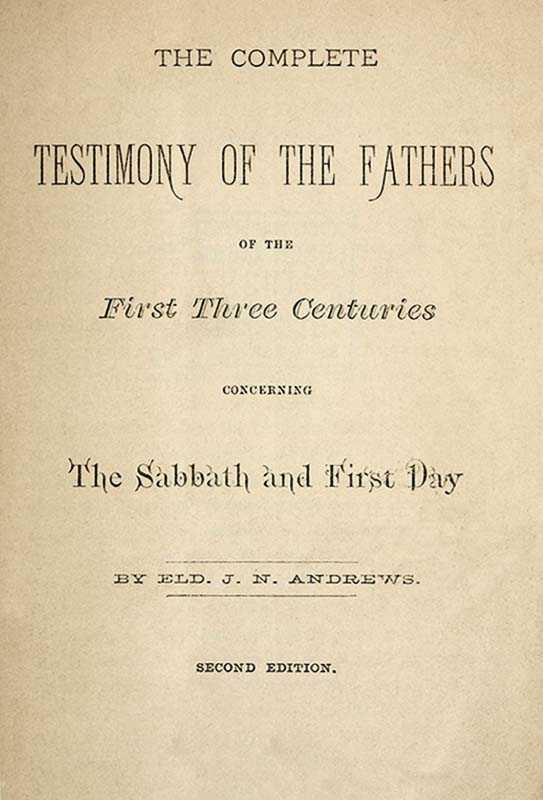 THE COMPLETE
TESTIMONY OF THE FATHERS
OF THE
First Three Centuries
CONCERNING
The Sabbath and First Day
BY ELD. J. N. ANDREWS.
SECOND EDITION.